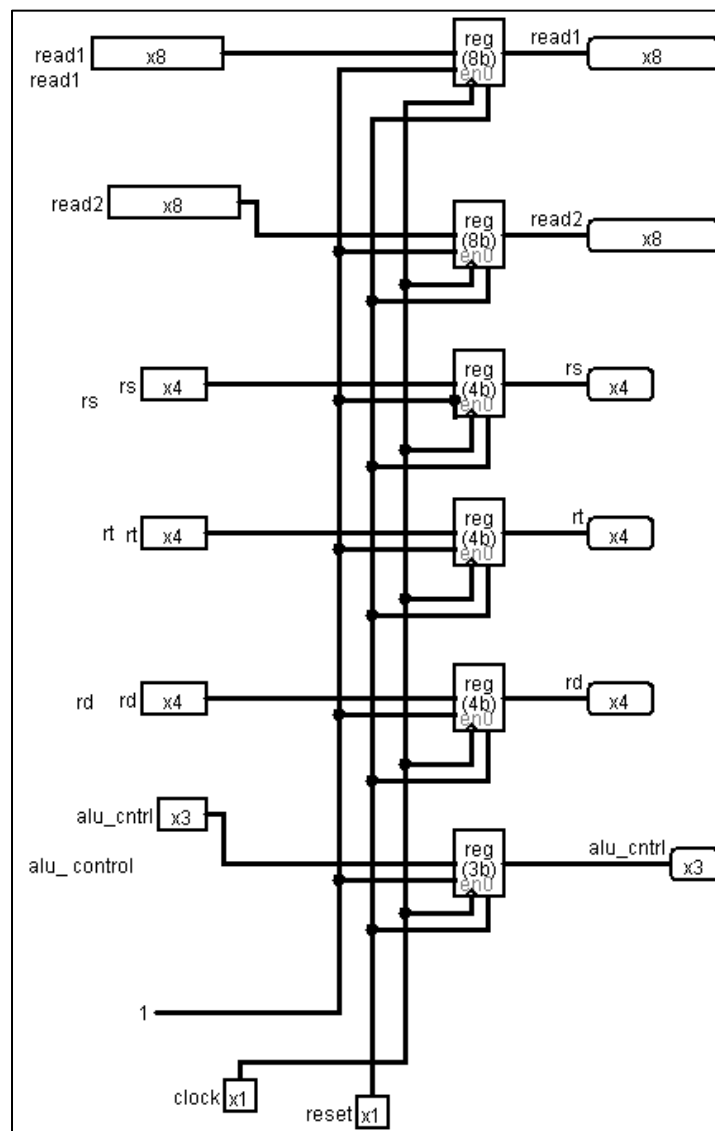 read1 x8 reg (8b) en0 read1 x8
read1
read2 x8 reg (8b) en0 read2 x8
rs x4 reg (4b) en0 rs x4
rs
rt rt x4 reg (4b) en0 rt x4
rd rd x4 reg (4b) en0 rd x4
alu_cntrl x3 reg (3b) en0 alu_cntrl x3
alu_ control
1
clock x1
reset x1